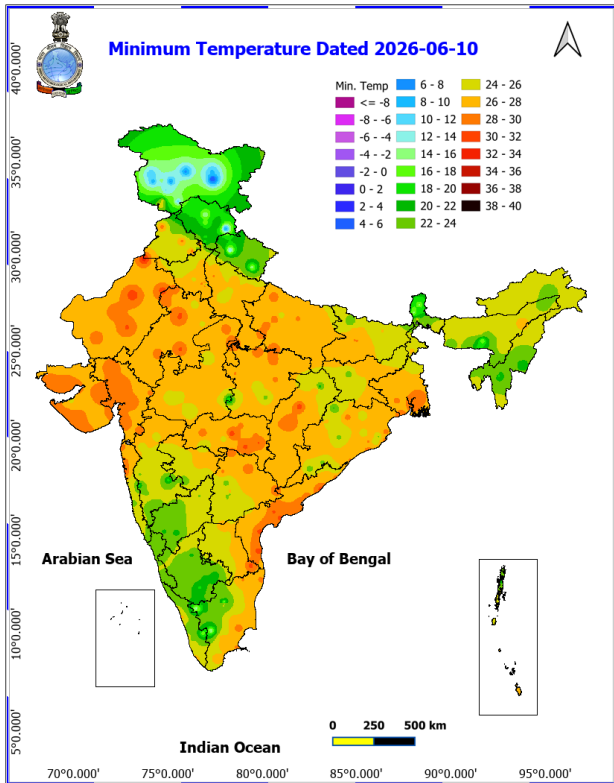 Minimum Temperature Dated 2026-06-10
Min. Temp
<= -8
-8 - -6
-6 - -4
-4 - -2
-2 - 0
0 - 2
2 - 4
4 - 6
6 - 8
8 - 10
10 - 12
12 - 14
14 - 16
16 - 18
18 - 20
20 - 22
22 - 24
24 - 26
26 - 28
28 - 30
30 - 32
32 - 34
34 - 36
36 - 38
38 - 40
40°0.000'
35°0.000'
30°0.000'
25°0.000'
20°0.000'
15°0.000'
10°0.000'
5°0.000'
Arabian Sea
Bay of Bengal
Indian Ocean
0 250 500 km
70°0.000' 75°0.000' 80°0.000' 85°0.000' 90°0.000' 95°0.000'